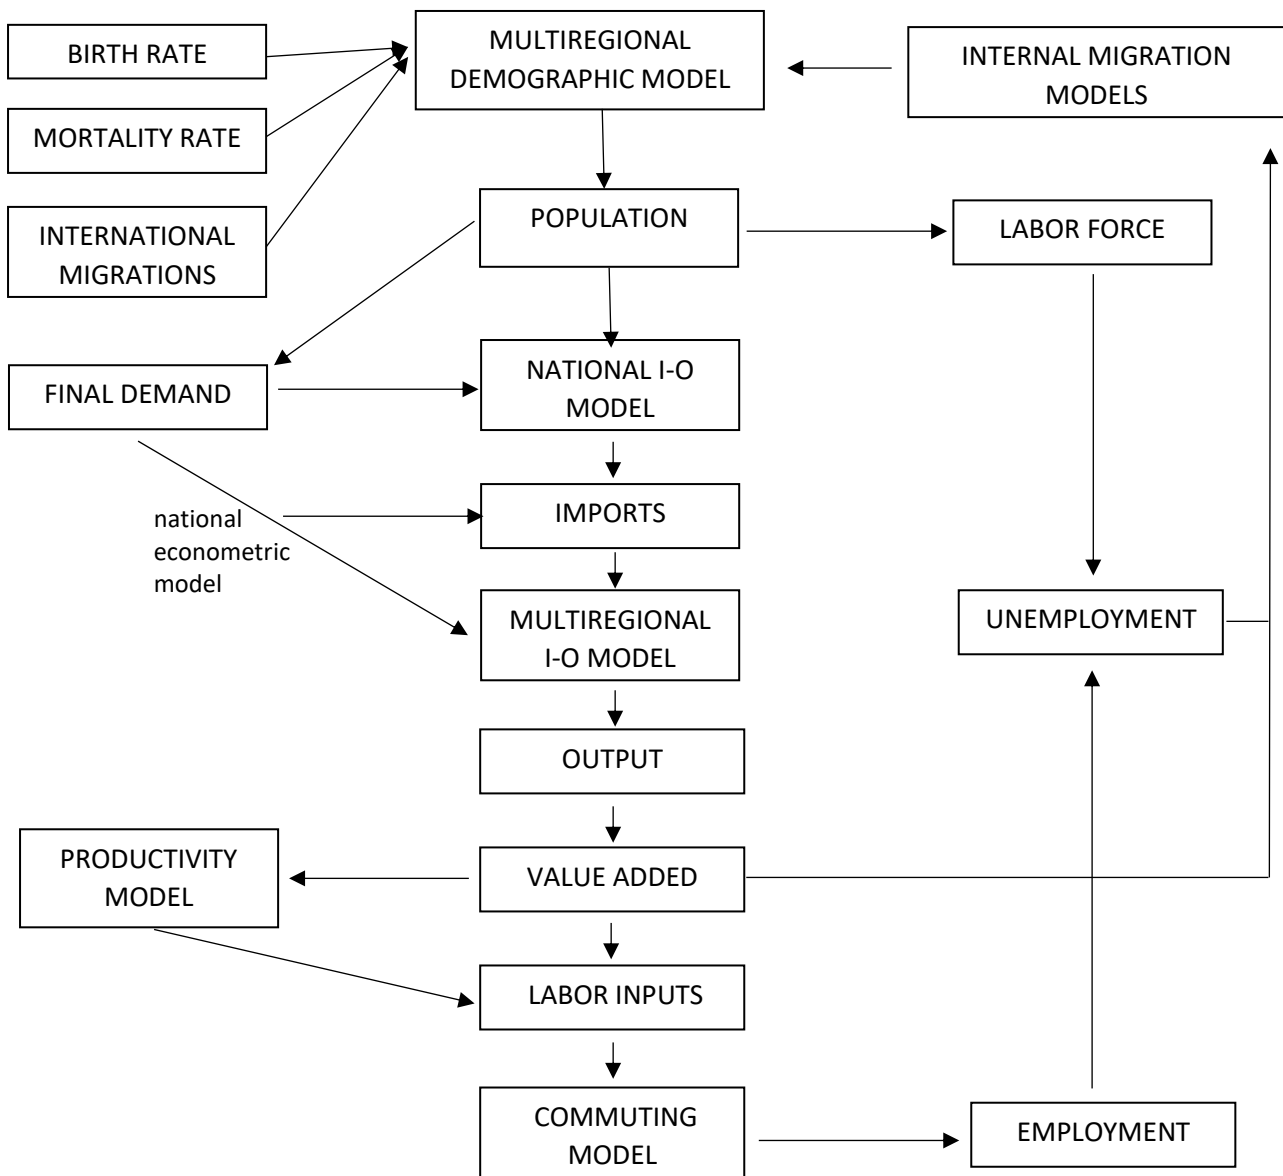 BIRTH RATE
MULTIREGIONAL
DEMOGRAPHIC MODEL
INTERNAL MIGRATION
MODELS
MORTALITY RATE
INTERNATIONAL
MIGRATIONS
POPULATION
LABOR FORCE
FINAL DEMAND
NATIONAL I-O
MODEL
national
econometric
model
IMPORTS
MULTIREGIONAL
I-O MODEL
UNEMPLOYMENT
OUTPUT
PRODUCTIVITY
MODEL
VALUE ADDED
LABOR INPUTS
COMMUTING
MODEL
EMPLOYMENT